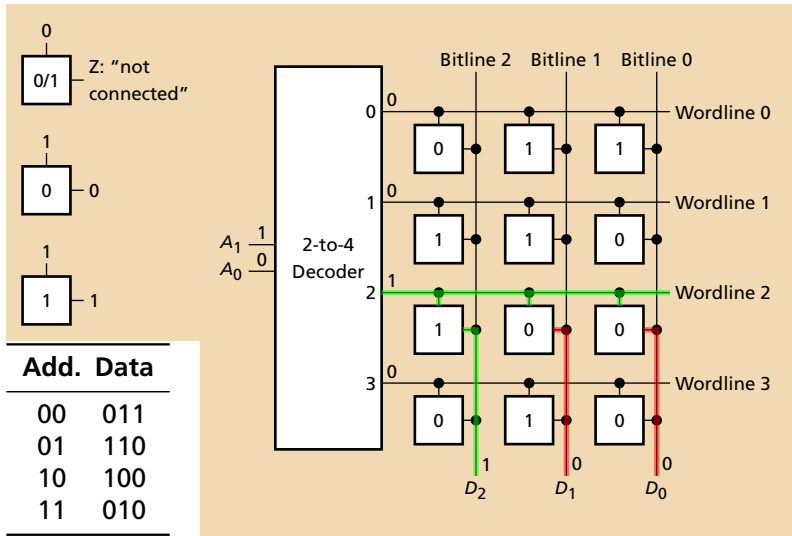 0
0/1
Z: "not
connected"
1
0
0
1
1
1
Add. Data
00 011
01 110
10 100
11 010
A1 1
A0 0
2-to-4
Decoder
Bitline 2 Bitline 1 Bitline 0
0 0 Wordline 0
0 1 1
1 0 Wordline 1
1 1 0
2 1 Wordline 2
1 0 0
3 0 Wordline 3
0 1 0
1 0 0
D2 D1 D0